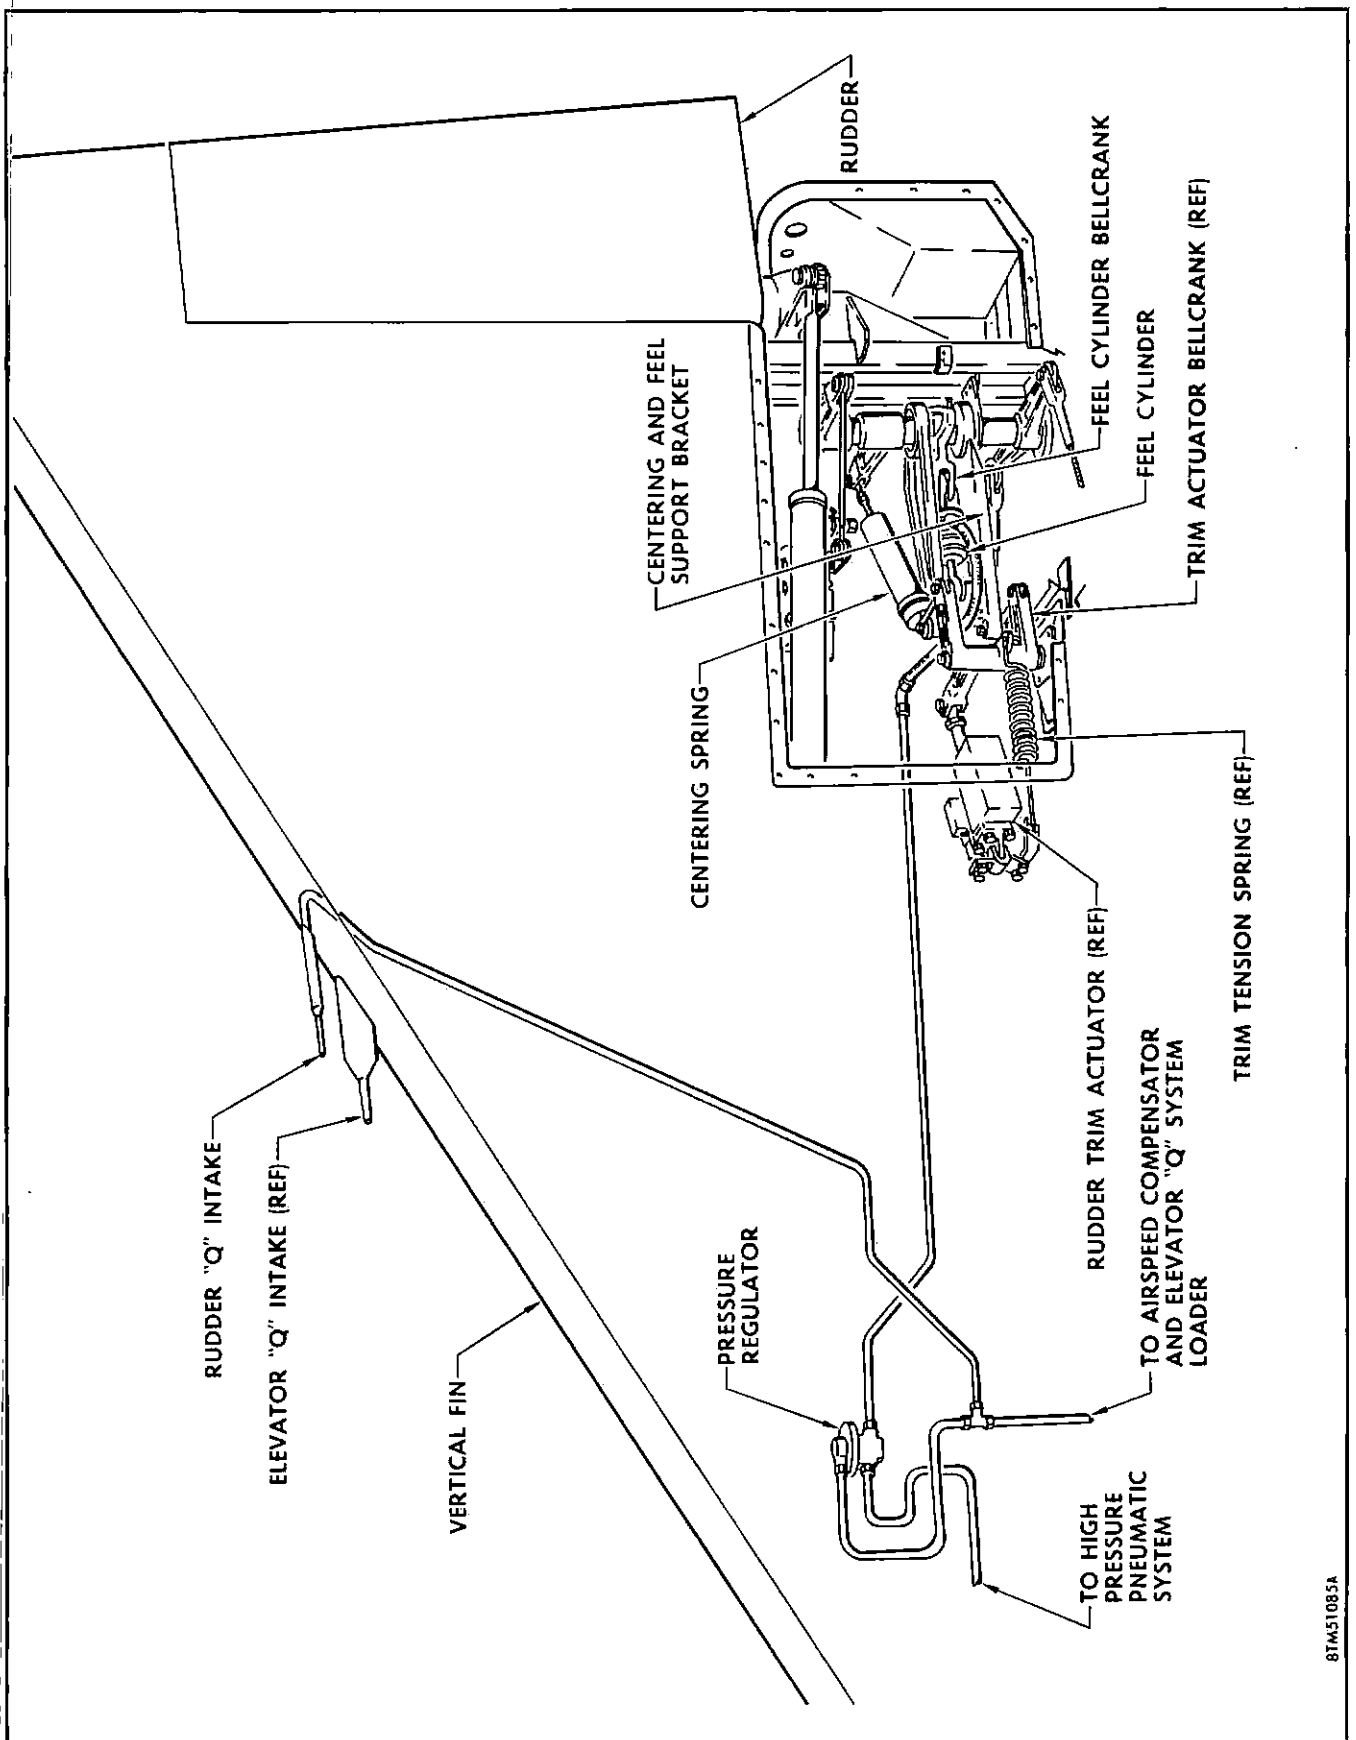 RUDDER "Q" INTAKE
ELEVATOR "Q" INTAKE (REF)
VERTICAL FIN
PRESSURE
REGULATOR
TO HIGH
PRESSURE
PNEUMATIC
SYSTEM
TO AIRSPEED COMPENSATOR
AND ELEVATOR "Q" SYSTEM
LOADER
RUDDER TRIM ACTUATOR (REF)
TRIM TENSION SPRING (REF)
CENTERING SPRING
CENTERING AND FEEL
SUPPORT BRACKET
RUDDER
FEEL CYLINDER BELLCRANK
FEEL CYLINDER
TRIM ACTUATOR BELLCRANK (REF)
8TM51085A